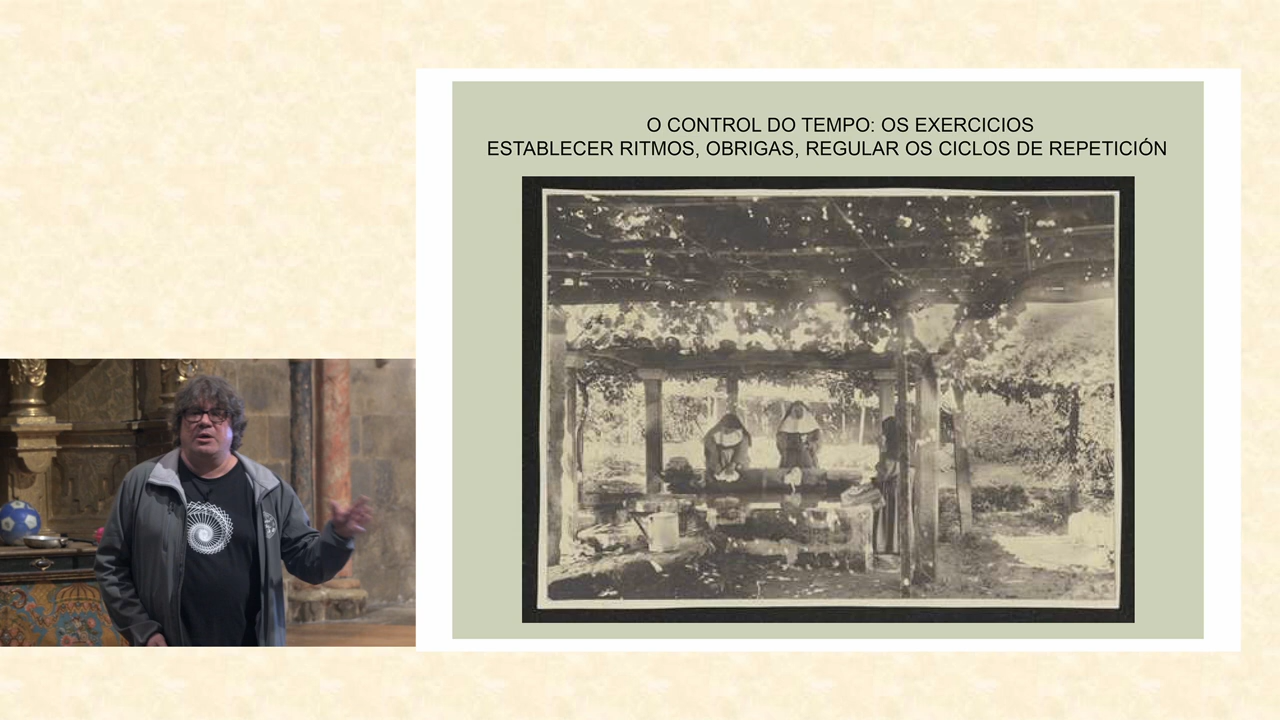 O CONTROL DO TEMPO: OS EXERCICIOS
ESTABLECER RITMOS, OBRIGAS, REGULAR OS CICLOS DE REPETICIÓN